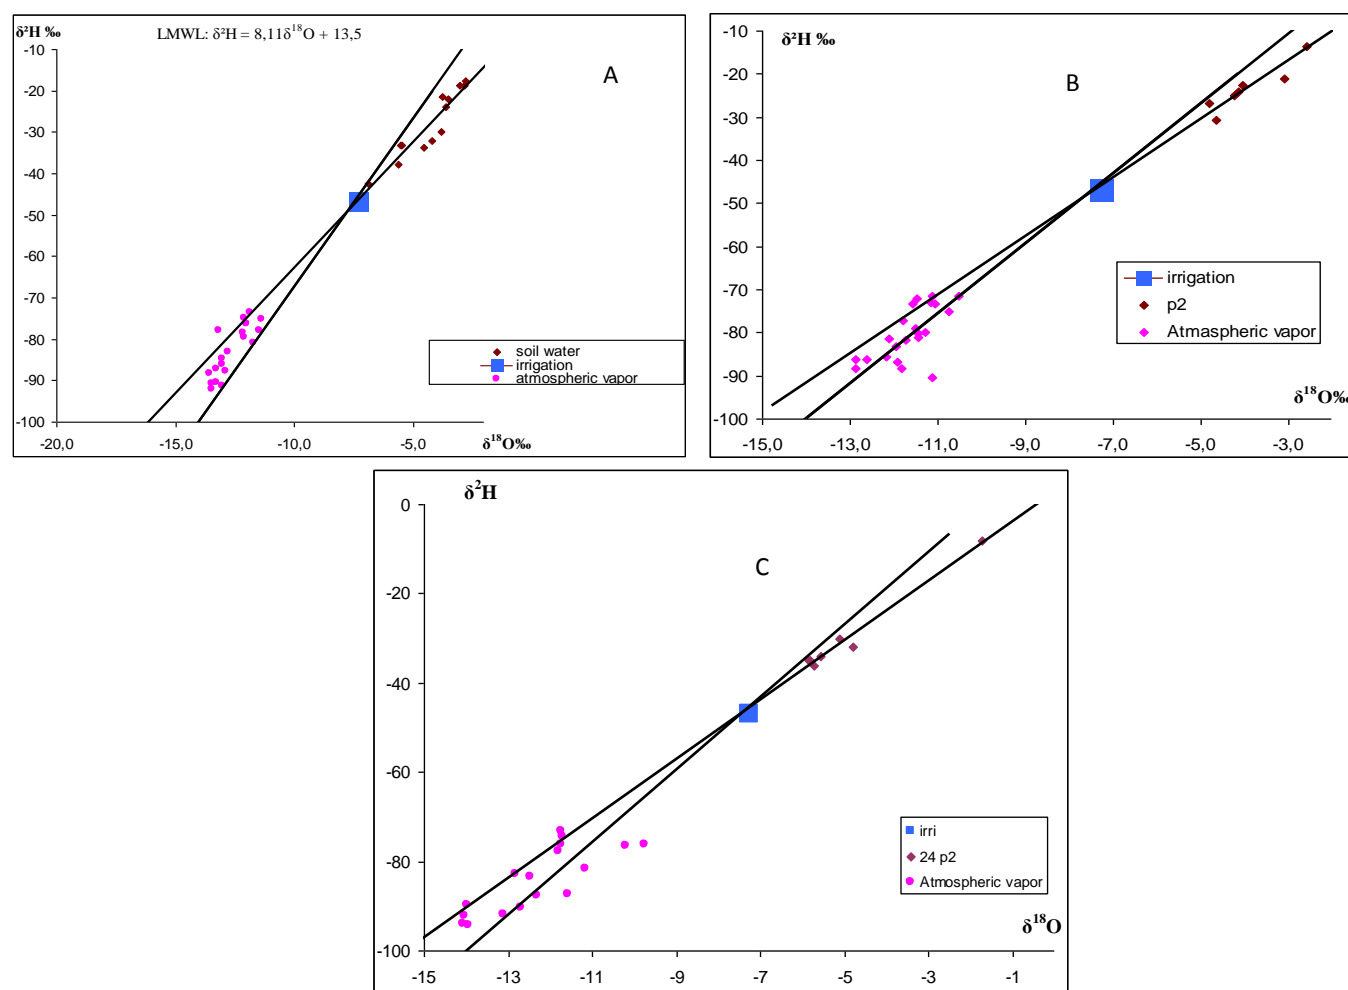 δ²H ‰
LMWL: δ²H = 8,11δ¹⁸O + 13,5
A
-10
-20
-30
-40
-50
-60
-70
-80
-90
-100
-20,0 -15,0 -10,0 -5,0
δ¹⁸O‰
soil water
irrigation
atmospheric vapor
δ²H ‰
B
-10
-20
-30
-40
-50
-60
-70
-80
-90
-100
-15,0 -13,0 -11,0 -9,0 -7,0 -5,0 -3,0
δ¹⁸O‰
irrigation
p2
Atmaspheric vapor
δ²H
C
0
-20
-40
-60
-80
-100
-15 -13 -11 -9 -7 -5 -3 -1
δ¹⁸O
irri
24 p2
Atmospheric vapor